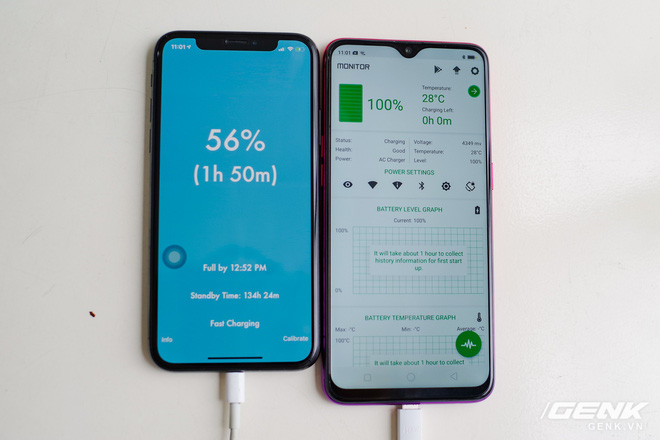 11:01
56%
(1h 50m)
Full by 12:52 PM
Standby Time: 134h 24m
Fast Charging
Info
Calibrate
11:01
MONITOR
100%
Temperature:
28°C
Charging Left:
0h 0m
Status: Charging
Health: Good
Power: AC Charger
Voltage: 4349 mv
Temperature: 28°C
Level: 100%
POWER SETTINGS
BATTERY LEVEL GRAPH
Current: 100%
100%
It will take about 1 hour to collect
history information for first start
up.
0%
BATTERY TEMPERATURE GRAPH
Max: -°C Min: -°C Average: -°C
100°C
It will take about 1 hour to collect
GENK
GENK.VN